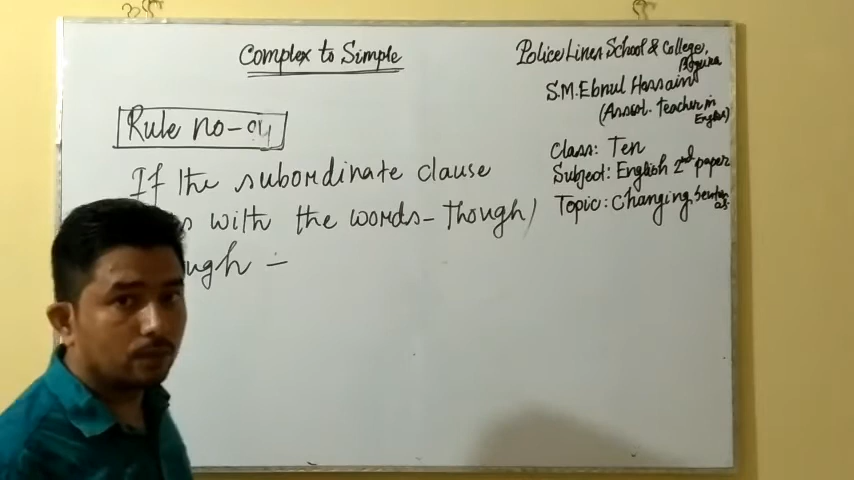 Complex to Simple
Rule no-04
If the subordinate clause
with the words - though/
ugh :-
Police Lines School & College,
Bogura
S.M. Ebnul Hassain
(Assist. Teacher in
English)
Class: Ten
Subject: English 2nd paper
Topic: Changing